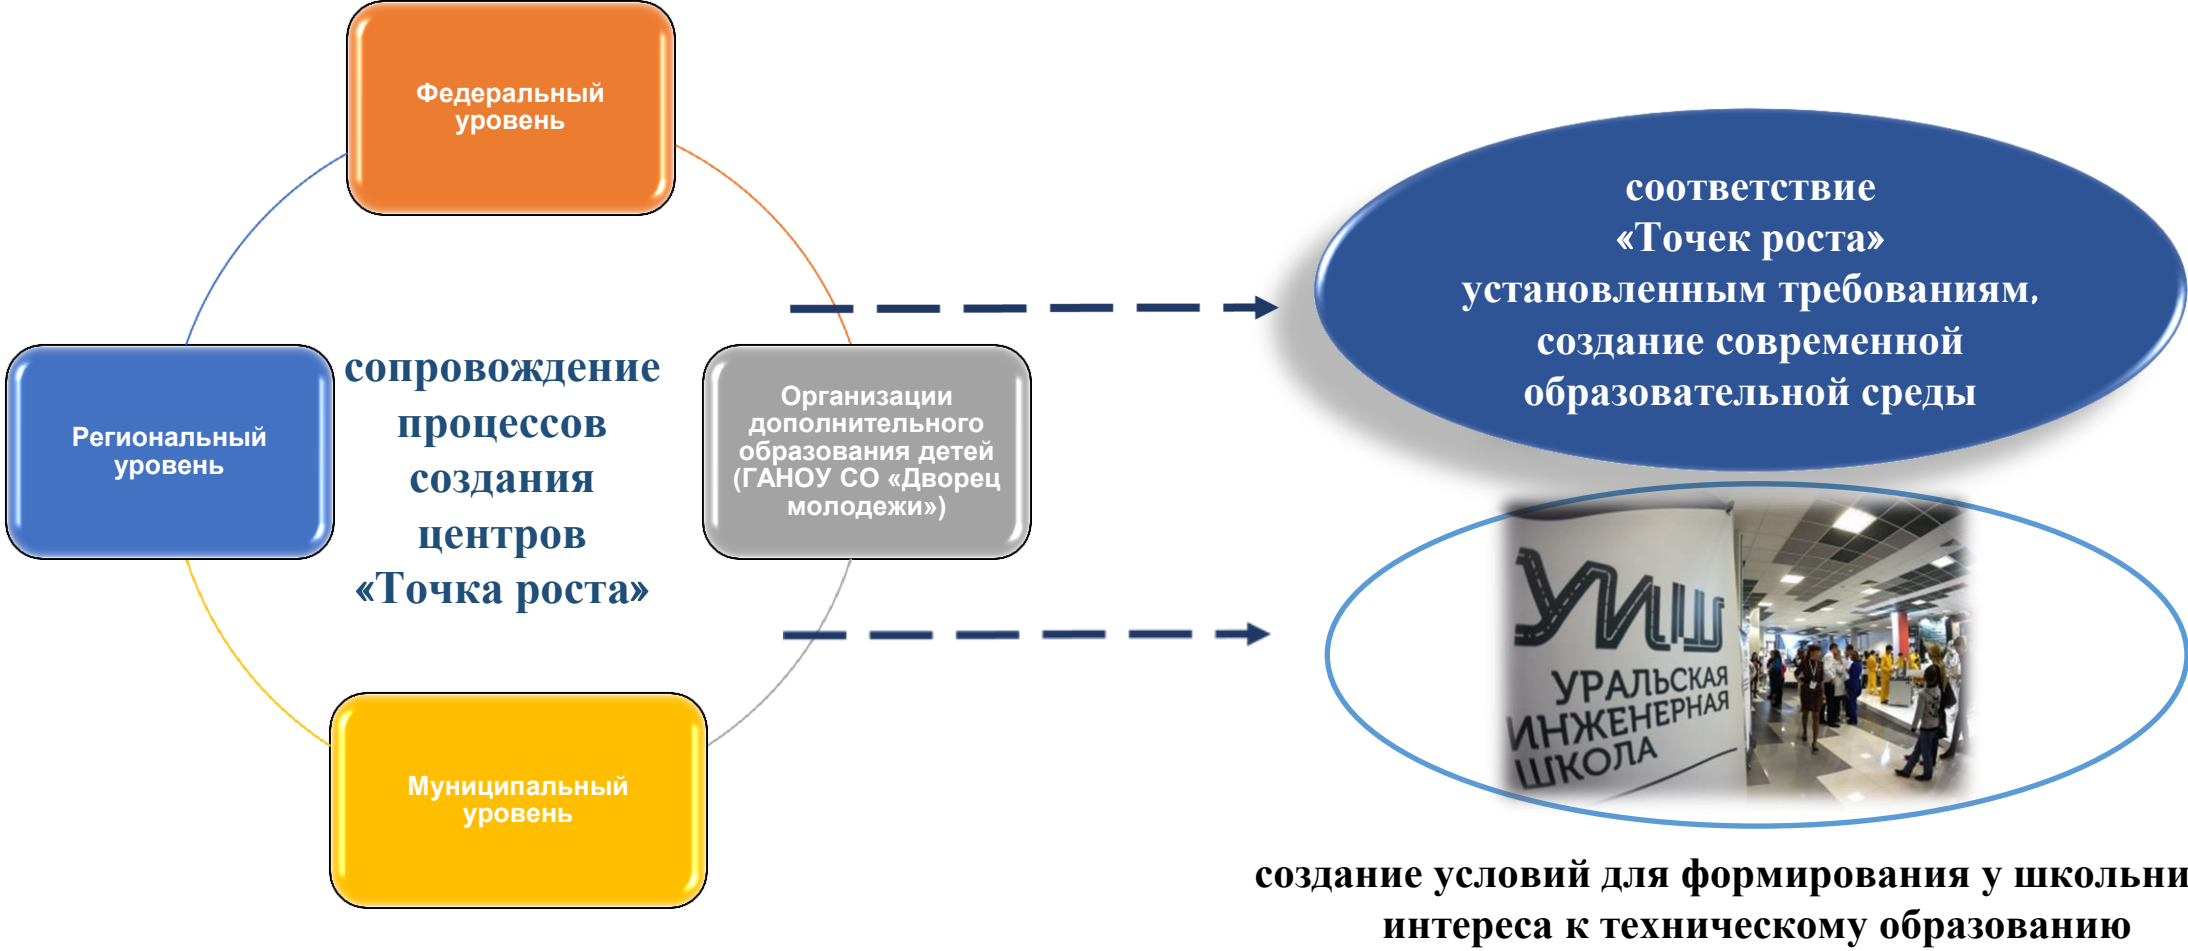 Федеральный
уровень
Региональный
уровень
сопровождение
процессов
создания
центров
«Точка роста»
Организации
дополнительного
образования детей
(ГАНОУ СО «Дворец
молодежи»)
Муниципальный
уровень
соответствие
«Точек роста»
установленным требованиям,
создание современной
образовательной среды
УИШ
УРАЛЬСКАЯ
ИНЖЕНЕРНАЯ
ШКОЛА
создание условий для формирования у школьни
интереса к техническому образованию